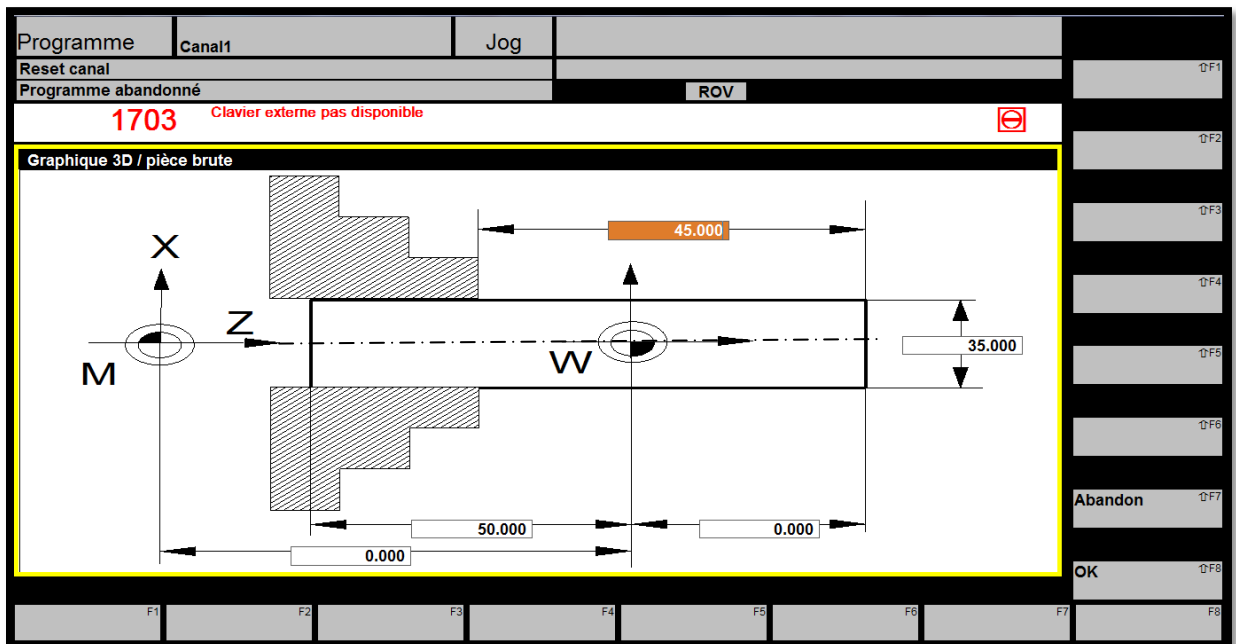 Programme
Canal1
Jog
Reset canal
Programme abandonné
ROV
1703 Clavier externe pas disponible
Graphique 3D / pièce brute
45.000
X
Z
M
W
35.000
50.000
0.000
0.000
⇧F1
⇧F2
⇧F3
⇧F4
⇧F5
⇧F6
Abandon ⇧F7
OK ⇧F8
F1 F2 F3 F4 F5 F6 F7 F8